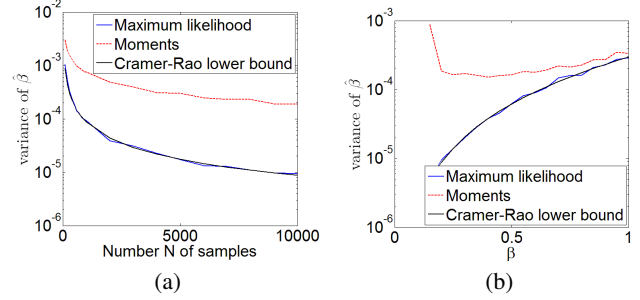 10⁻¹
10⁻²
10⁻³
10⁻⁴
10⁻⁵
10⁻⁶
variance of β̂
Maximum likelihood
Moments
Cramer-Rao lower bound
0 5000 10000
Number N of samples
(a)
10⁻³
10⁻⁴
10⁻⁵
10⁻⁶
variance of β̂
Maximum likelihood
Moments
Cramer-Rao lower bound
0 0.5 1
β
(b)